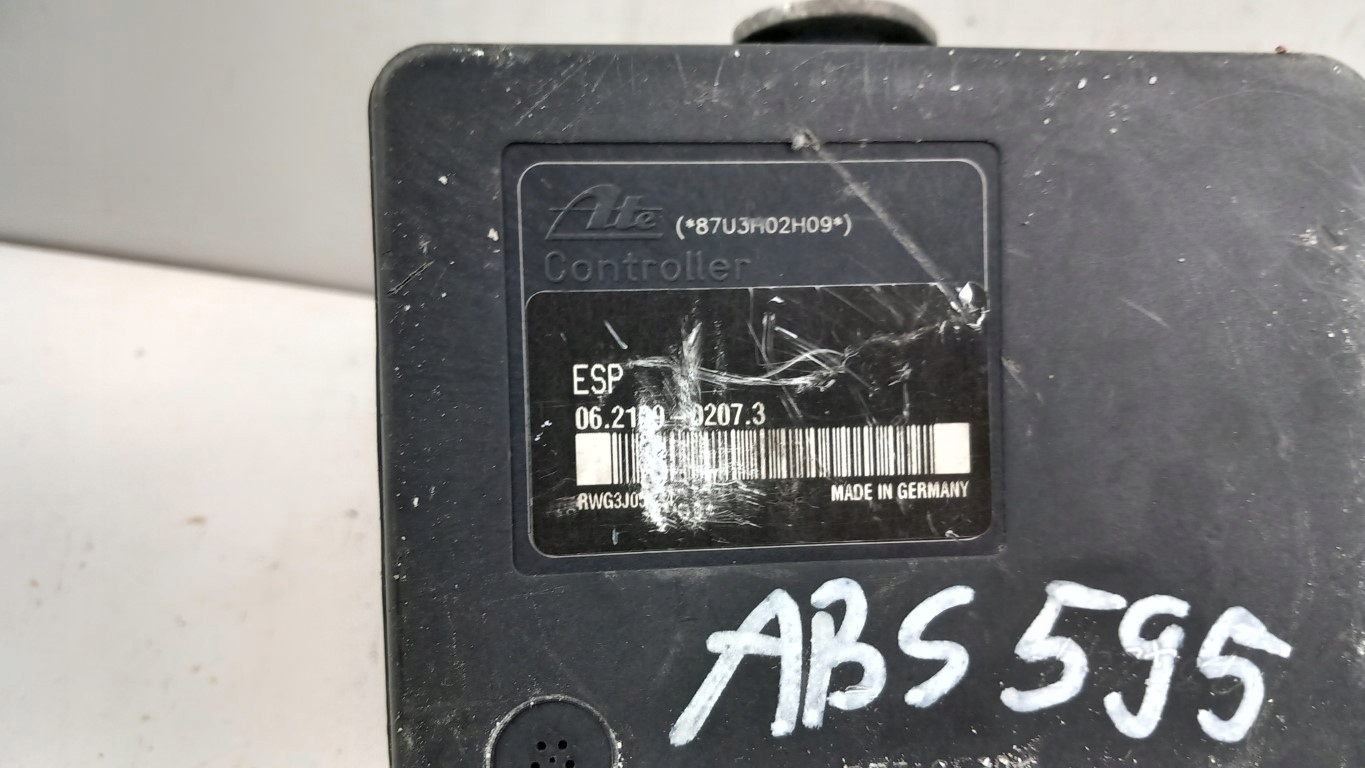 Ate (*87U3H02H09*)
Controller
ESP
MADE IN GERMANY
ABS 595